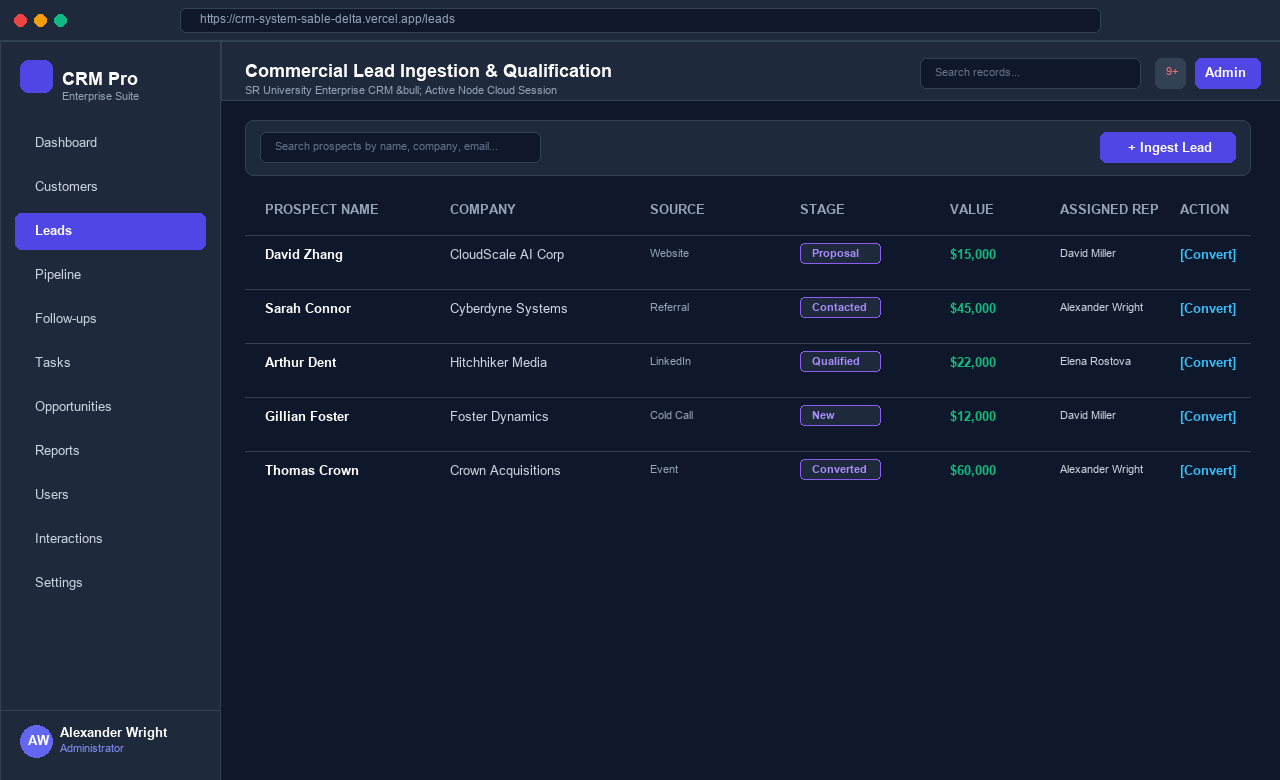 https://crm-system-sable-delta.vercel.app/leads
CRM Pro
Enterprise Suite
Dashboard
Customers
Leads
Pipeline
Follow-ups
Tasks
Opportunities
Reports
Users
Interactions
Settings
AW
Alexander Wright
Administrator
Commercial Lead Ingestion & Qualification
SR University Enterprise CRM &bull; Active Node Cloud Session
Search records...
9+
Admin
Search prospects by name, company, email...
+ Ingest Lead
PROSPECT NAME COMPANY SOURCE STAGE VALUE ASSIGNED REP ACTION
David Zhang CloudScale AI Corp Website Proposal $15,000 David Miller [Convert]
Sarah Connor Cyberdyne Systems Referral Contacted $45,000 Alexander Wright [Convert]
Arthur Dent Hitchhiker Media LinkedIn Qualified $22,000 Elena Rostova [Convert]
Gillian Foster Foster Dynamics Cold Call New $12,000 David Miller [Convert]
Thomas Crown Crown Acquisitions Event Converted $60,000 Alexander Wright [Convert]